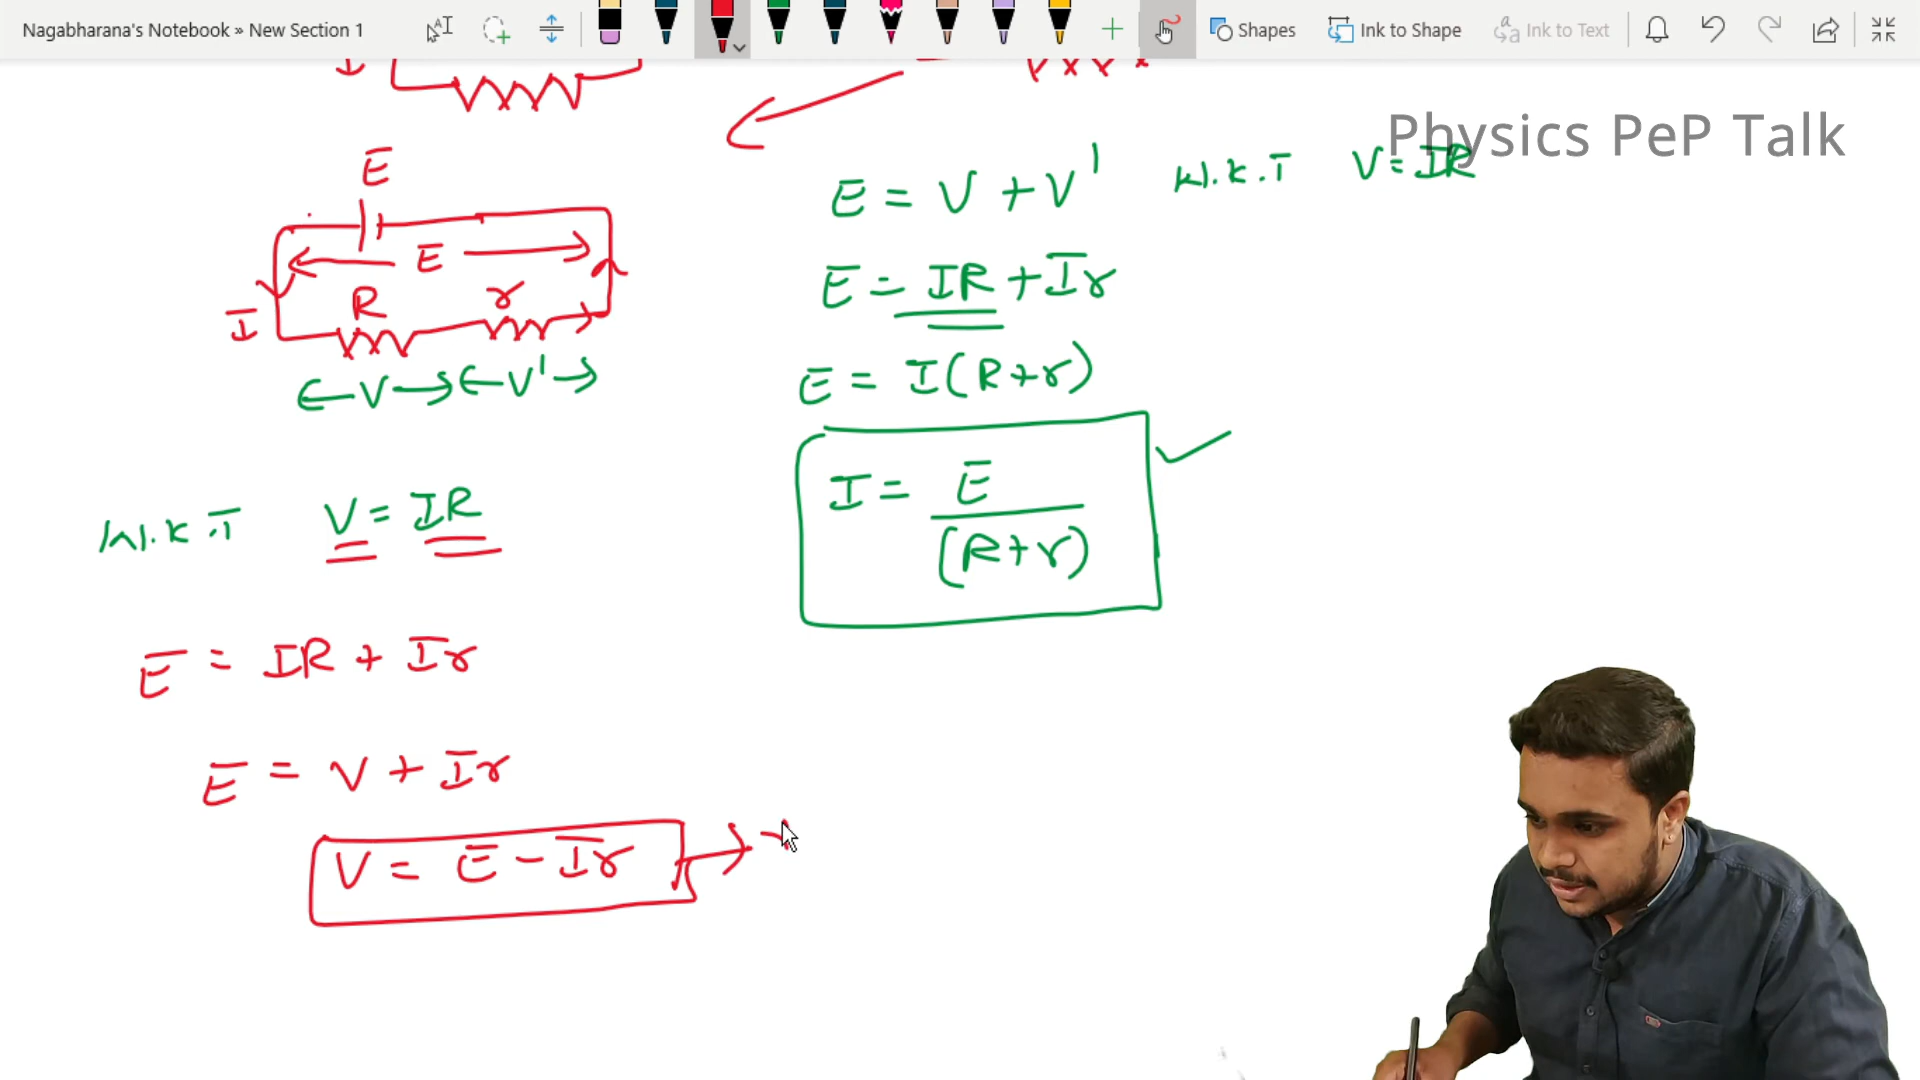 Nagabharana's Notebook » New Section 1
Shapes
Ink to Shape
Ink to Text
Physics PeP Talk
I
E
E
R r
I
V V'
E = V + V' W.K.T V = IR
E = IR + Ir
E = I(R+r)
I = E
(R+r)
W.K.T V = IR
E = IR + Ir
E = V + Ir
V = E - Ir